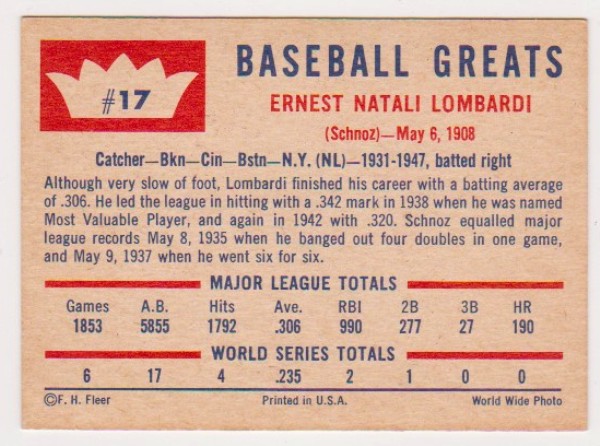 #17
BASEBALL GREATS
ERNEST NATALI LOMBARDI
(Schnoz)—May 6, 1908
Catcher—Bkn—Cin—Bstn—N.Y. (NL)—1931-1947, batted right
Although very slow of foot, Lombardi finished his career with a batting average
of .306. He led the league in hitting with a .342 mark in 1938 when he was named
Most Valuable Player, and again in 1942 with .320. Schnoz equalled major
league records May 8, 1935 when he banged out four doubles in one game,
and May 9, 1937 when he went six for six.
MAJOR LEAGUE TOTALS
Games A.B. Hits Ave. RBI 2B 3B HR
1853 5855 1792 .306 990 277 27 190
WORLD SERIES TOTALS
6 17 4 .235 2 1 0 0
©F. H. Fleer Printed in U.S.A. World Wide Photo